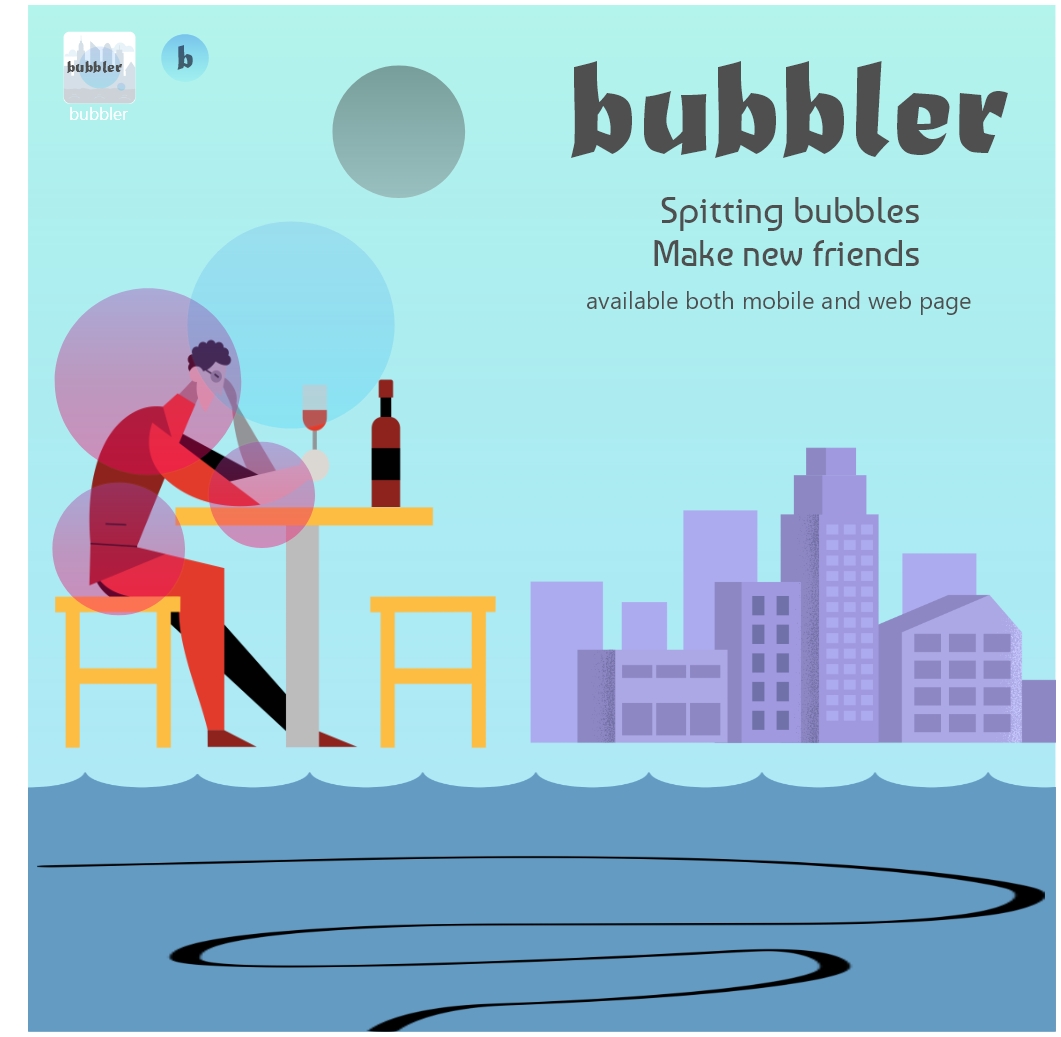 bubbler
bubbler
b
bubbler
Spitting bubbles
Make new friends
available both mobile and web page